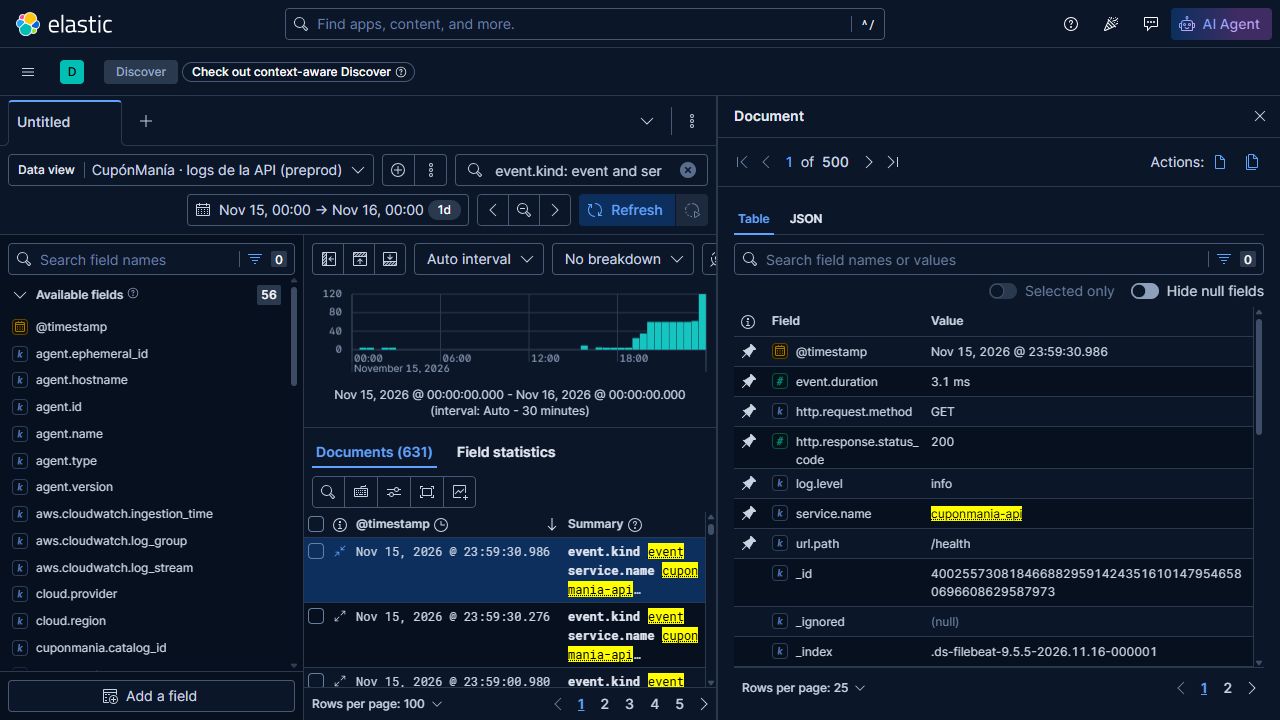 elastic
Find apps, content, and more.
^/
AI Agent
D
Discover
Check out context-aware Discover
Untitled
Data view
CupónManía · logs de la API (preprod)
event.kind: event and ser
Nov 15, 00:00 → Nov 16, 00:00
1d
Refresh
Search field names
0
Available fields
56
@timestamp
k
agent.ephemeral_id
k
agent.hostname
k
agent.id
k
agent.name
k
agent.type
k
agent.version
k
aws.cloudwatch.ingestion_time
k
aws.cloudwatch.log_group
k
aws.cloudwatch.log_stream
k
cloud.provider
k
cloud.region
k
cuponmania.catalog_id
Add a field
Auto interval
No breakdown
120
80
40
0
00:00
06:00
12:00
18:00
November 15, 2026
Nov 15, 2026 @ 00:00:00.000 - Nov 16, 2026 @ 00:00:00.000
(interval: Auto - 30 minutes)
Documents (631)
Field statistics
@timestamp
Summary
Nov 15, 2026 @ 23:59:30.986
event.kind event
service.name cupon
mania-api…
Nov 15, 2026 @ 23:59:30.276
event.kind event
service.name cupon
mania-api…
Nov 15, 2026 @ 23:59:00.980
event.kind event
Rows per page: 100
1
2
3
4
5
Document
1 of 500
Actions:
Table
JSON
Search field names or values
0
Selected only
Hide null fields
Field
Value
@timestamp
Nov 15, 2026 @ 23:59:30.986
#
event.duration
3.1 ms
k
http.request.method
GET
#
http.response.status_
code
200
k
log.level
info
k
service.name
cuponmania-api
k
url.path
/health
k
_id
4002557308184668829591424351610147954658
0696608629587973
k
_ignored
(null)
k
_index
.ds-filebeat-9.5.5-2026.11.16-000001
Rows per page: 25
1
2